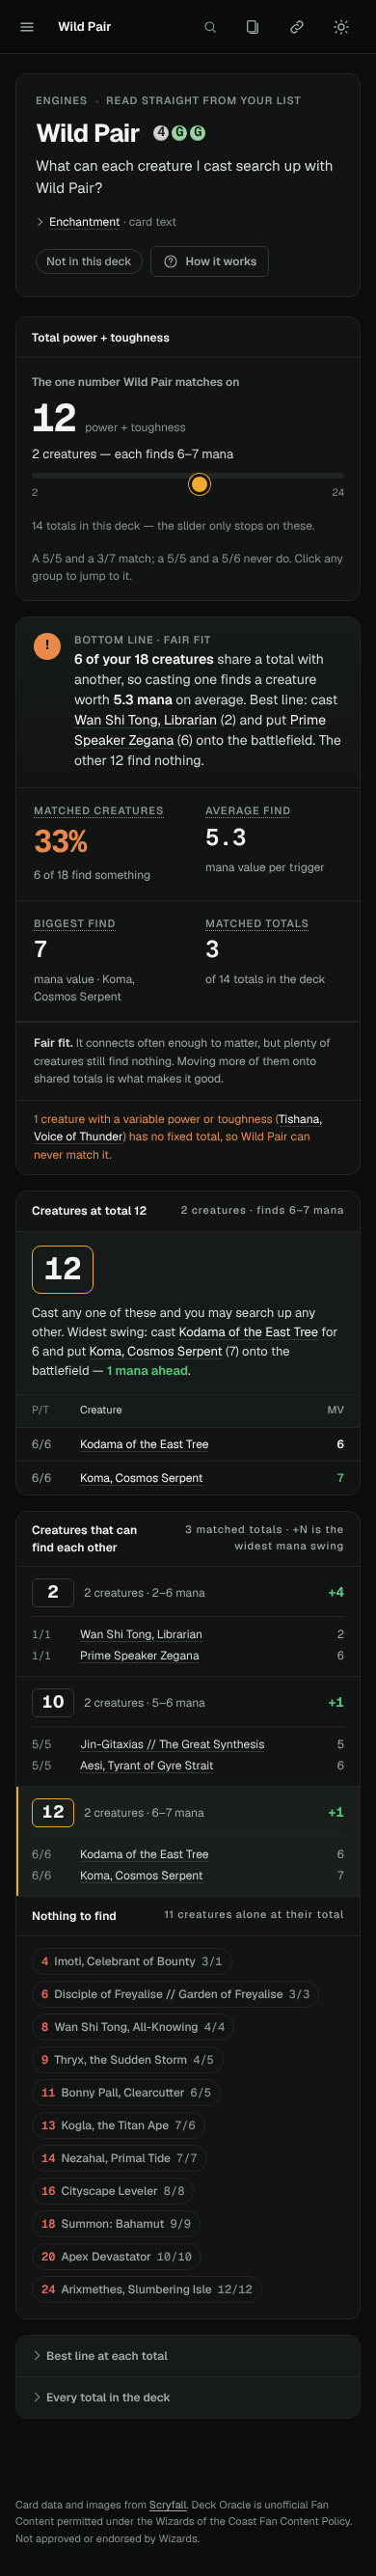 Wild Pair
ENGINES · READ STRAIGHT FROM YOUR LIST
Wild Pair 4 G G
What can each creature I cast search up with
Wild Pair?
Enchantment · card text
Not in this deck
How it works
Total power + toughness
The one number Wild Pair matches on
12 power + toughness
2 creatures — each finds 6–7 mana
2 24
14 totals in this deck — the slider only stops on these.
A 5/5 and a 3/7 match; a 5/5 and a 5/6 never do. Click any
group to jump to it.
!
BOTTOM LINE · FAIR FIT
6 of your 18 creatures share a total with
another, so casting one finds a creature
worth 5.3 mana on average. Best line: cast
Wan Shi Tong, Librarian (2) and put Prime
Speaker Zegana (6) onto the battlefield. The
other 12 find nothing.
MATCHED CREATURES
33%
6 of 18 find something
AVERAGE FIND
5.3
mana value per trigger
BIGGEST FIND
7
mana value · Koma,
Cosmos Serpent
MATCHED TOTALS
3
of 14 totals in the deck
Fair fit. It connects often enough to matter, but plenty of
creatures still find nothing. Moving more of them onto
shared totals is what makes it good.
1 creature with a variable power or toughness (Tishana,
Voice of Thunder) has no fixed total, so Wild Pair can
never match it.
Creatures at total 12 2 creatures · finds 6–7 mana
12
Cast any one of these and you may search up any
other. Widest swing: cast Kodama of the East Tree for
6 and put Koma, Cosmos Serpent (7) onto the
battlefield — 1 mana ahead.
P/T Creature MV
6/6 Kodama of the East Tree 6
6/6 Koma, Cosmos Serpent 7
Creatures that can
find each other
3 matched totals · +N is the
widest mana swing
2 2 creatures · 2–6 mana +4
1/1 Wan Shi Tong, Librarian 2
1/1 Prime Speaker Zegana 6
10 2 creatures · 5–6 mana +1
5/5 Jin-Gitaxias // The Great Synthesis 5
5/5 Aesi, Tyrant of Gyre Strait 6
12 2 creatures · 6–7 mana +1
6/6 Kodama of the East Tree 6
6/6 Koma, Cosmos Serpent 7
Nothing to find 11 creatures alone at their total
4 Imoti, Celebrant of Bounty 3/1
6 Disciple of Freyalise // Garden of Freyalise 3/3
8 Wan Shi Tong, All-Knowing 4/4
9 Thryx, the Sudden Storm 4/5
11 Bonny Pall, Clearcutter 6/5
13 Kogla, the Titan Ape 7/6
14 Nezahal, Primal Tide 7/7
16 Cityscape Leveler 8/8
18 Summon: Bahamut 9/9
20 Apex Devastator 10/10
24 Arixmethes, Slumbering Isle 12/12
Best line at each total
Every total in the deck
Card data and images from Scryfall. Deck Oracle is unofficial Fan
Content permitted under the Wizards of the Coast Fan Content Policy.
Not approved or endorsed by Wizards.